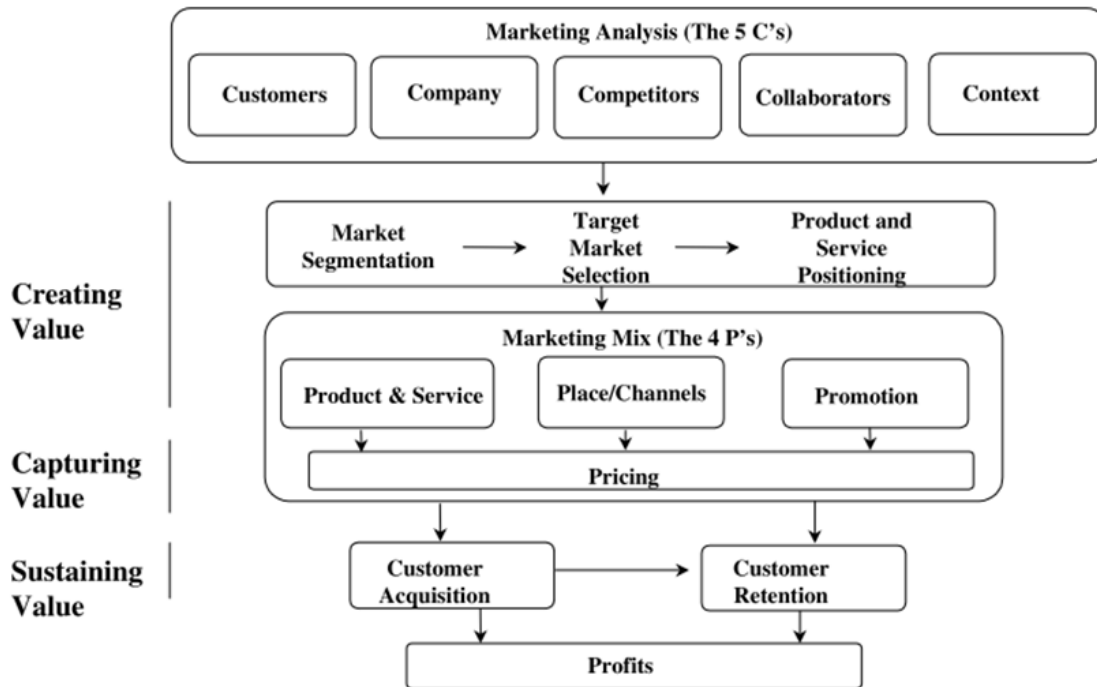 Marketing Analysis (The 5 C's)
Customers
Company
Competitors
Collaborators
Context
Creating
Value
Market
Segmentation
Target
Market
Selection
Product and
Service
Positioning
Marketing Mix (The 4 P's)
Product & Service
Place/Channels
Promotion
Capturing
Value
Pricing
Sustaining
Value
Customer
Acquisition
Customer
Retention
Profits